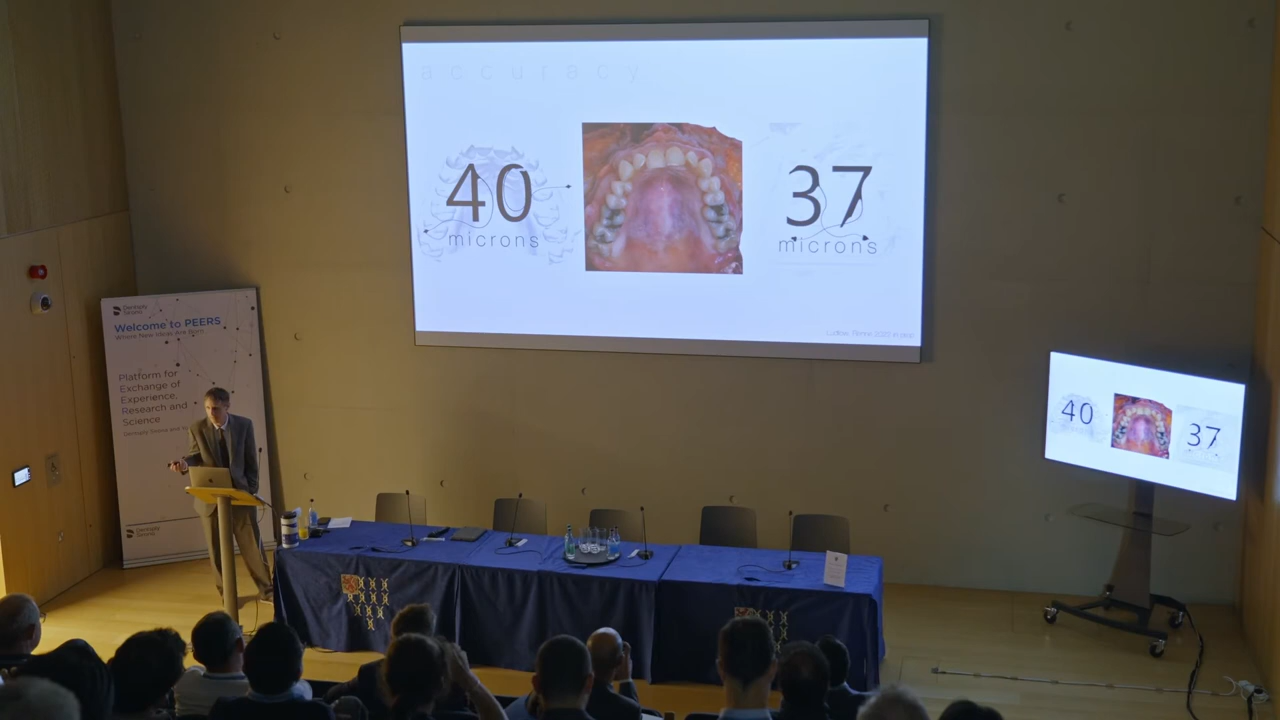 accuracy
40
microns
37
microns
Dentsply
Sirona
Welcome to PEERS
Where New Ideas Are Born
Platform for
Exchange of
Experience,
Research and
Science
Dentsply
Sirona
40
37